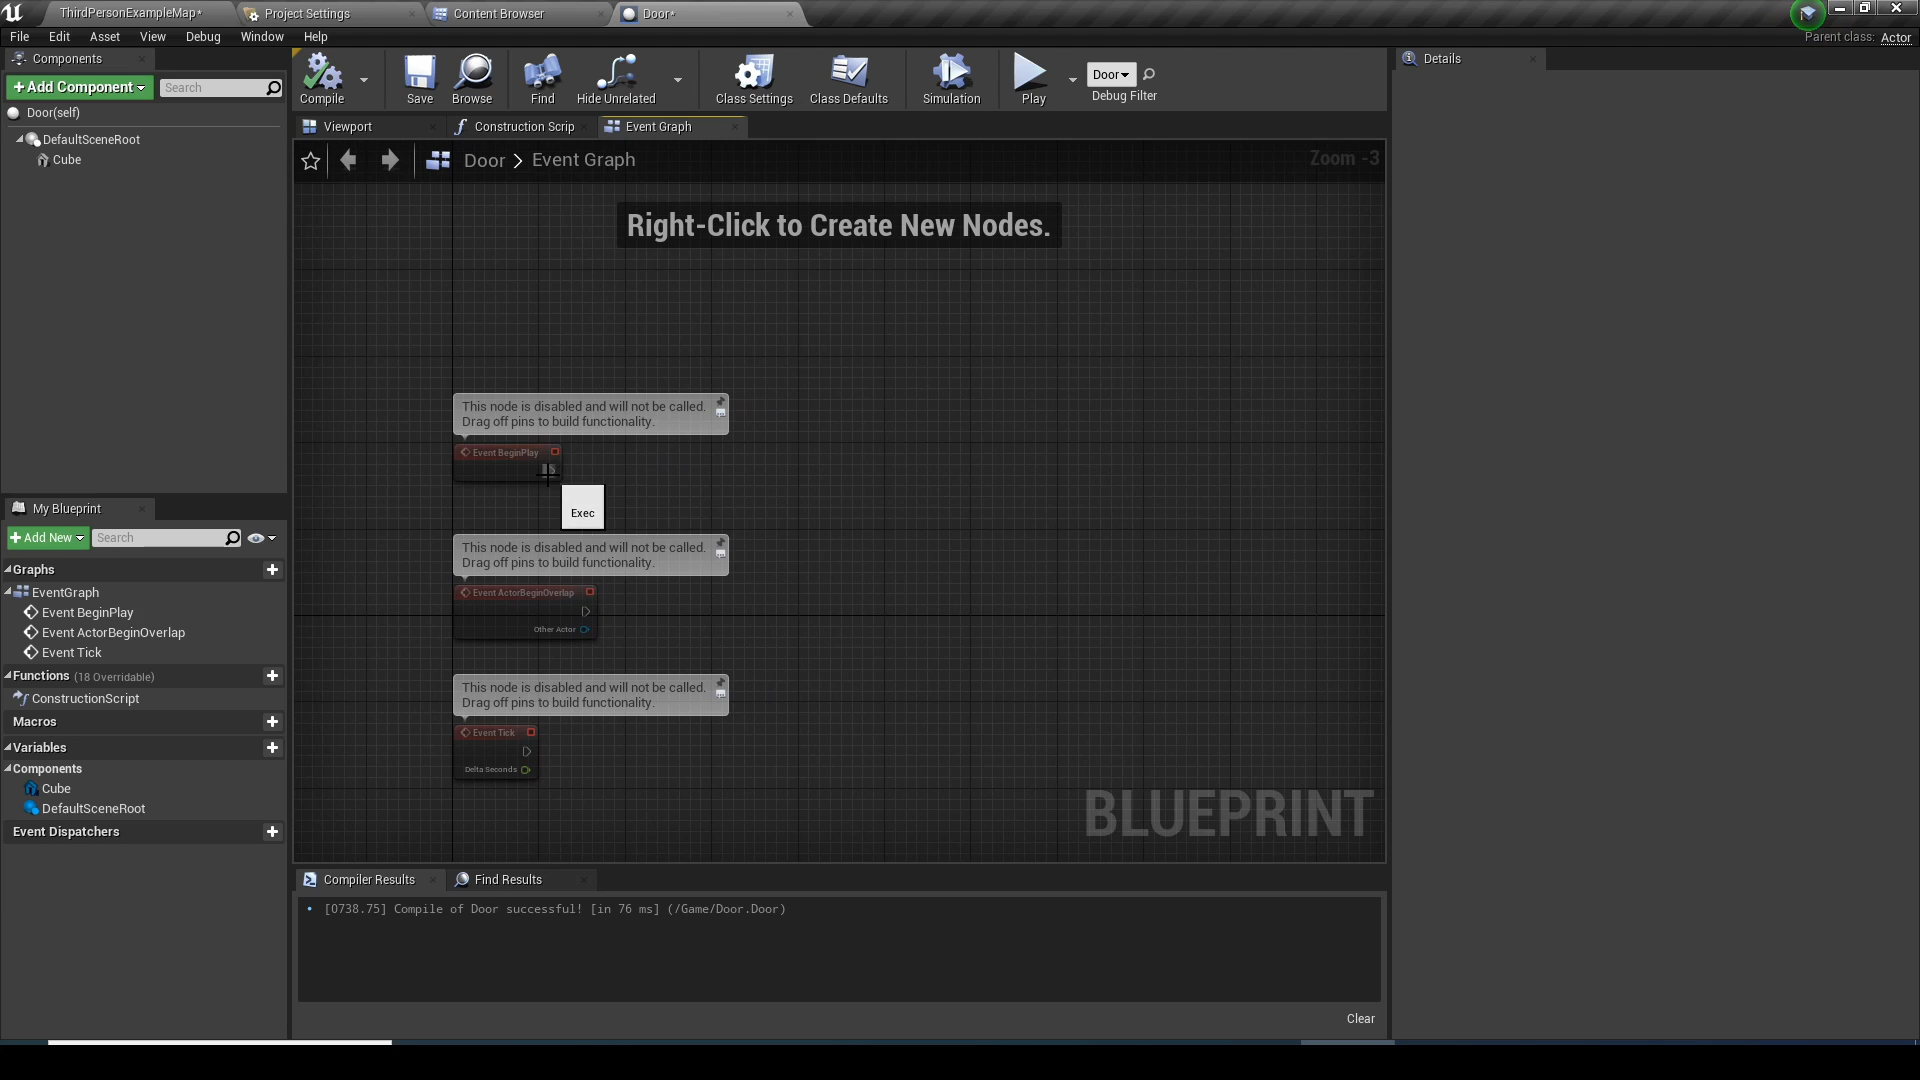 ThirdPersonExampleMap*
Project Settings
Content Browser
Door*
File Edit Asset View Debug Window Help
Parent class: Actor
Components
+Add Component
Search
Door(self)
DefaultSceneRoot
Cube
Compile
Save
Browse
Find
Hide Unrelated
Class Settings
Class Defaults
Simulation
Play
Door
Debug Filter
Details
Viewport
Construction Scrip
Event Graph
Door > Event Graph
Zoom -3
Right-Click to Create New Nodes.
This node is disabled and will not be called.
Drag off pins to build functionality.
Event BeginPlay
Exec
This node is disabled and will not be called.
Drag off pins to build functionality.
Event ActorBeginOverlap
Other Actor
This node is disabled and will not be called.
Drag off pins to build functionality.
Event Tick
Delta Seconds
BLUEPRINT
My Blueprint
+Add New
Search
Graphs
EventGraph
Event BeginPlay
Event ActorBeginOverlap
Event Tick
Functions (18 Overridable)
ConstructionScript
Macros
Variables
Components
Cube
DefaultSceneRoot
Event Dispatchers
Compiler Results
Find Results
• [0738.75] Compile of Door successful! [in 76 ms] (/Game/Door.Door)
Clear